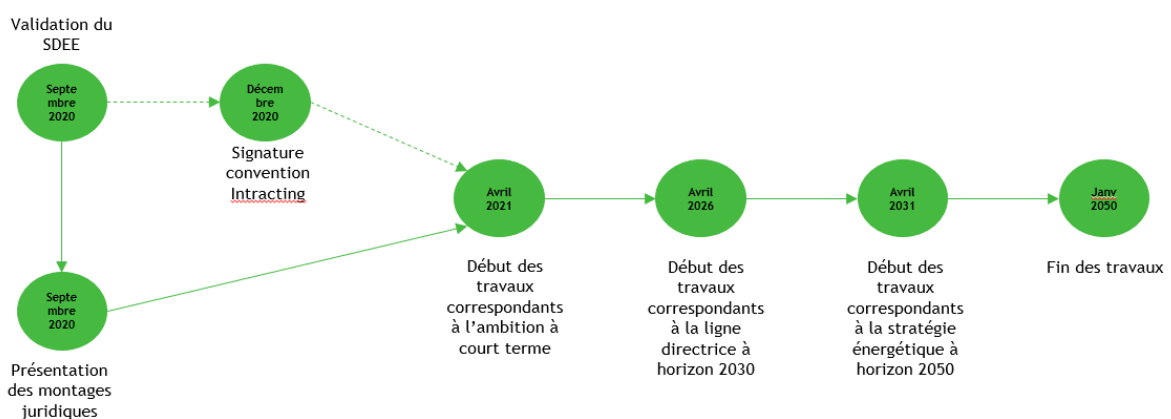 Validation du
SDEE
Septe
mbre
2020
Décem
bre
2020
Signature
convention
Intracting
Septe
mbre
2020
Présentation
des montages
juridiques
Avril
2021
Début des
travaux
correspondants
à l'ambition à
court terme
Avril
2026
Début des
travaux
correspondants
à la ligne
directrice à
horizon 2030
Avril
2031
Début des
travaux
correspondants
à la stratégie
énergétique à
horizon 2050
Janv
2050
Fin des travaux